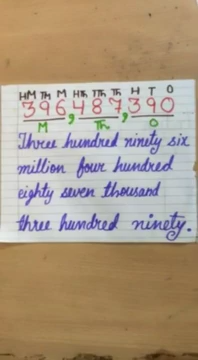 HM Th M HTh TTh Th H T O
396,487,390
M Th O
Three hundred ninety six
million four hundred
eighty seven thousand
three hundred ninety.